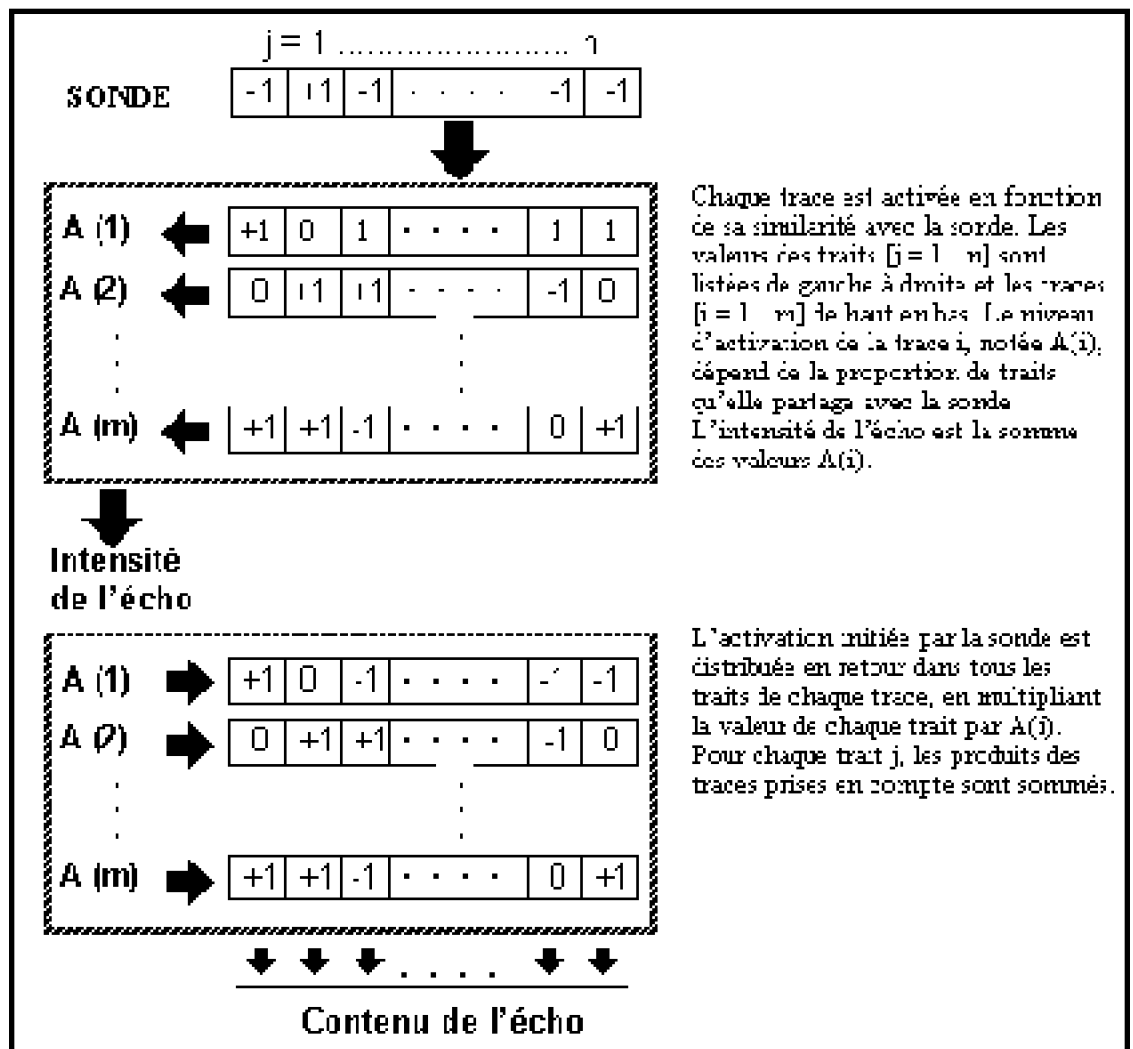 j = 1 ........................ n
SONDE -1 +1 -1 . . . . -1 -1
A (1) +1 0 1 . . . . 1 1
A (2) 0 +1 +1 . . . . -1 0
A (m) +1 +1 -1 . . . . 0 +1
Chaque trace est activée en fonction
de sa similarité avec la sonde. Les
valeurs des traits [j = 1 n] sont
listées de gauche à droite et les traces
[i = 1 m] de haut en bas. Le niveau
d'activation de la trace i, notée A(i),
dépend de la proportion de traits
qu'elle partage avec la sonde
L'intensité de l'écho est la somme
des valeurs A(i).
Intensité
de l'écho
A (1) +1 0 -1 . . . . -1 -1
A (2) 0 +1 +1 . . . . -1 0
A (m) +1 +1 -1 . . . . 0 +1
L'activation initiée par la sonde est
distribuée en retour dans tous les
traits de chaque trace, en multipliant
la valeur de chaque trait par A(i).
Pour chaque trait j, les produits des
traces prises en compte sont sommés.
. . . .
Contenu de l'écho